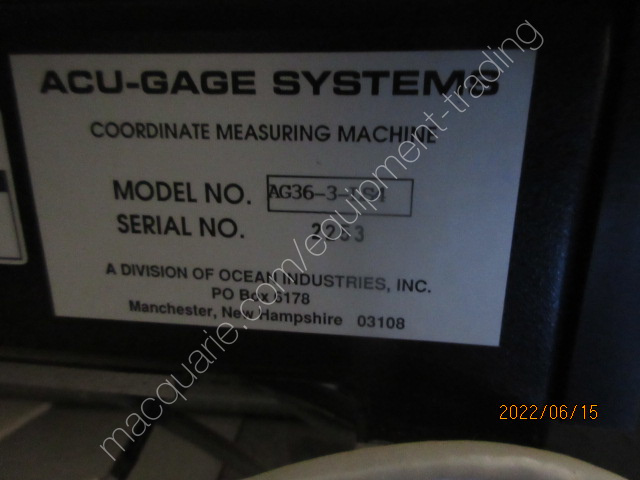 ACU-GAGE SYSTEMS
COORDINATE MEASURING MACHINE
MODEL NO.
SERIAL NO.
A DIVISION OF OCEAN INDUSTRIES, INC.
PO Box 5178
Manchester, New Hampshire 03108
macquarie.com/equipment-trading
2022/06/15